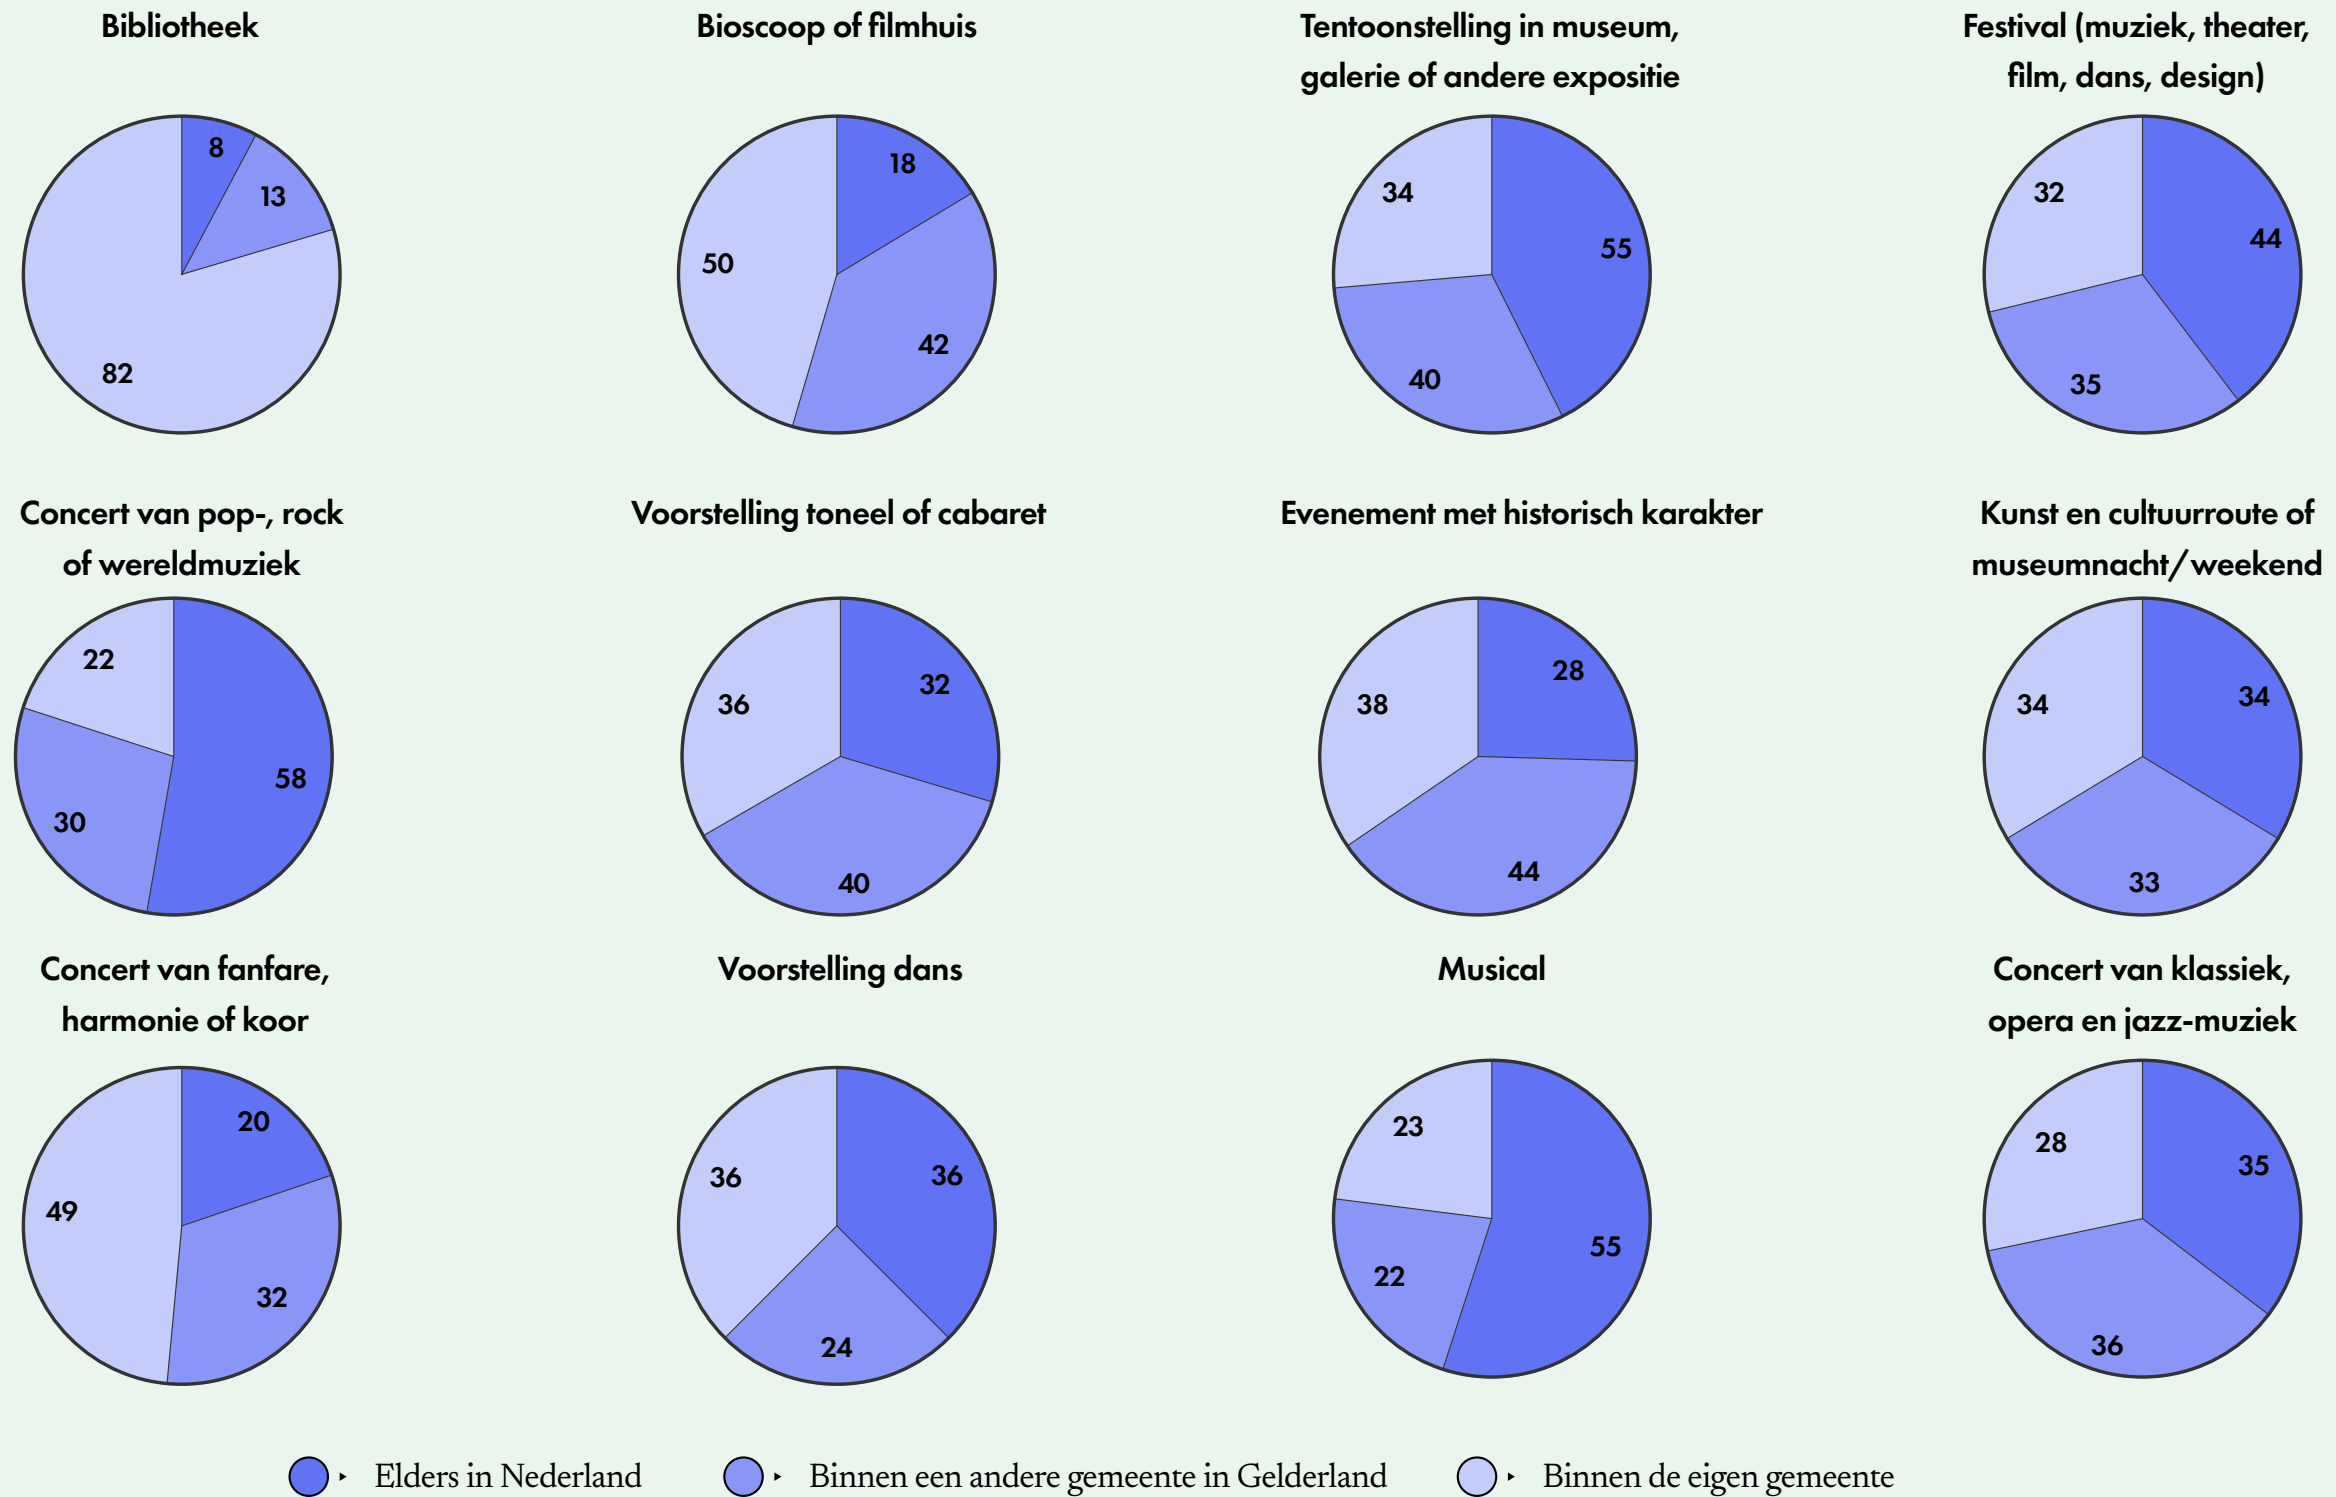 Bibliotheek
8
13
82
Bioscoop of filmhuis
18
42
50
Tentoonstelling in museum,
galerie of andere expositie
55
40
34
Festival (muziek, theater,
film, dans, design)
44
35
32
Concert van pop-, rock
of wereldmuziek
58
30
22
Voorstelling toneel of cabaret
32
40
36
Evenement met historisch karakter
28
44
38
Kunst en cultuurroute of
museumnacht/weekend
34
33
34
Concert van fanfare,
harmonie of koor
20
32
49
Voorstelling dans
36
24
36
Musical
55
22
23
Concert van klassiek,
opera en jazz-muziek
35
36
28
Elders in Nederland
Binnen een andere gemeente in Gelderland
Binnen de eigen gemeente